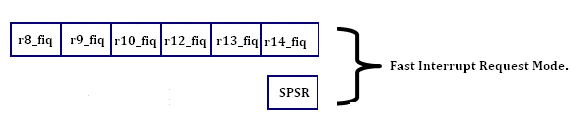 r8_fiq r9_fiq r10_fiq r12_fiq r13_fiq r14_fiq
Fast Interrupt Request Mode.
SPSR